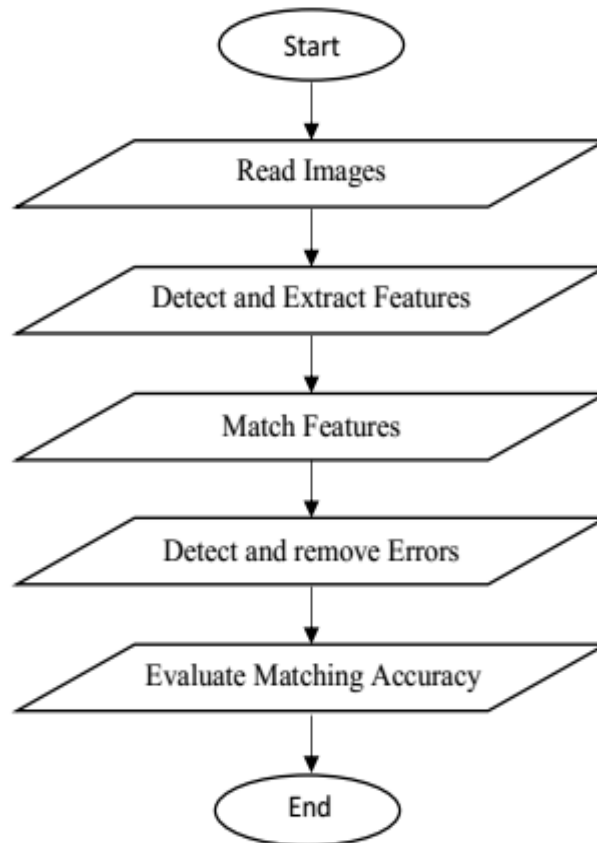 Start
Read Images
Detect and Extract Features
Match Features
Detect and remove Errors
Evaluate Matching Accuracy
End